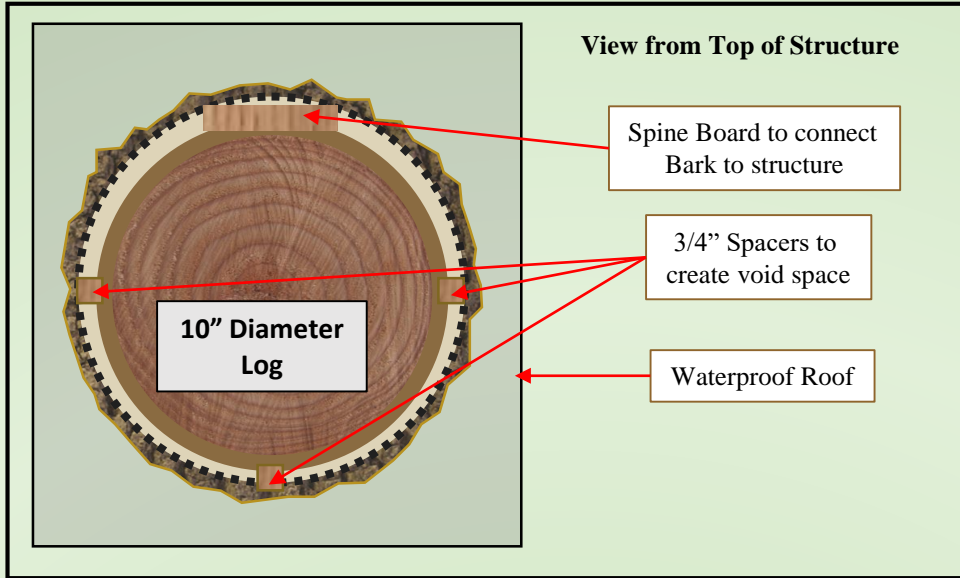 View from Top of Structure
Spine Board to connect
Bark to structure
3/4” Spacers to
create void space
10” Diameter
Log
Waterproof Roof